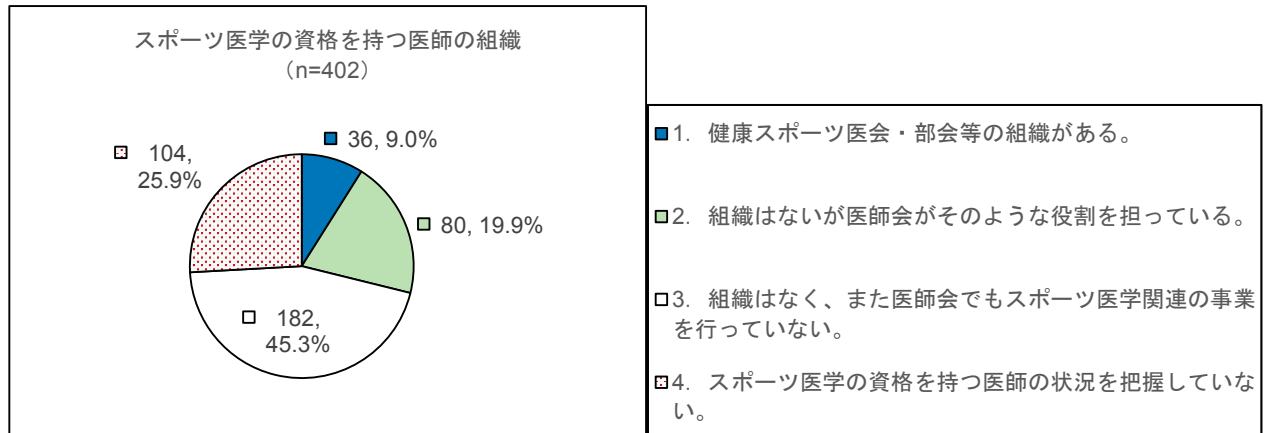 スポーツ医学の資格を持つ医師の組織
（n=402）
36, 9.0%
80, 19.9%
182,
45.3%
104,
25.9%
1. 健康スポーツ医会・部会等の組織がある。
2. 組織はないが医師会がそのような役割を担っている。
3. 組織はなく、また医師会でもスポーツ医学関連の事業
を行っていない。
4. スポーツ医学の資格を持つ医師の状況を把握していな
い。